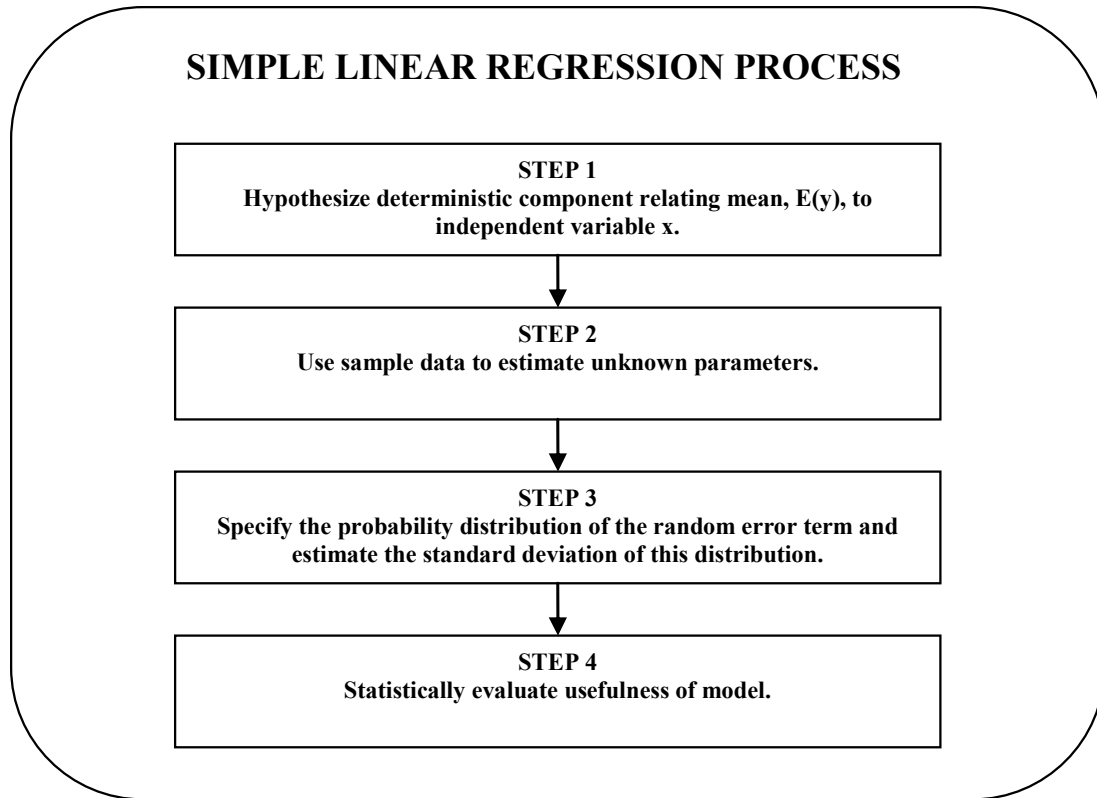 SIMPLE LINEAR REGRESSION PROCESS
STEP 1
Hypothesize deterministic component relating mean, E(y), to
independent variable x.
STEP 2
Use sample data to estimate unknown parameters.
STEP 3
Specify the probability distribution of the random error term and
estimate the standard deviation of this distribution.
STEP 4
Statistically evaluate usefulness of model.